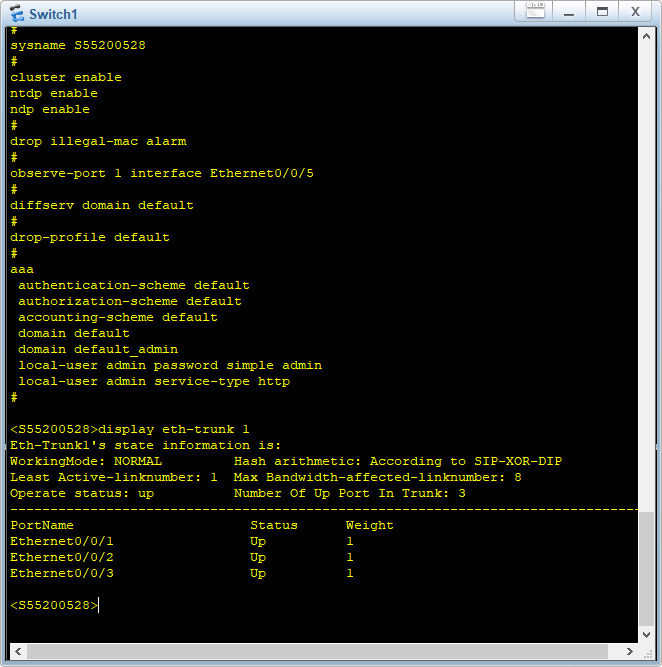 Switch1
#
sysname S55200528
#
cluster enable
ntdp enable
ndp enable
#
drop illegal-mac alarm
#
observe-port 1 interface Ethernet0/0/5
#
diffserv domain default
#
drop-profile default
#
aaa
 authentication-scheme default
 authorization-scheme default
 accounting-scheme default
 domain default
 domain default_admin
 local-user admin password simple admin
 local-user admin service-type http
#
<S55200528>display eth-trunk 1
Eth-Trunk1's state information is:
WorkingMode: NORMAL         Hash arithmetic: According to SIP-XOR-DIP
Least Active-linknumber: 1  Max Bandwidth-affected-linknumber: 8
Operate status: up          Number Of Up Port In Trunk: 3
--------------------------------------------------------------------------------
PortName                      Status      Weight
Ethernet0/0/1                 Up          1
Ethernet0/0/2                 Up          1
Ethernet0/0/3                 Up          1
<S55200528>